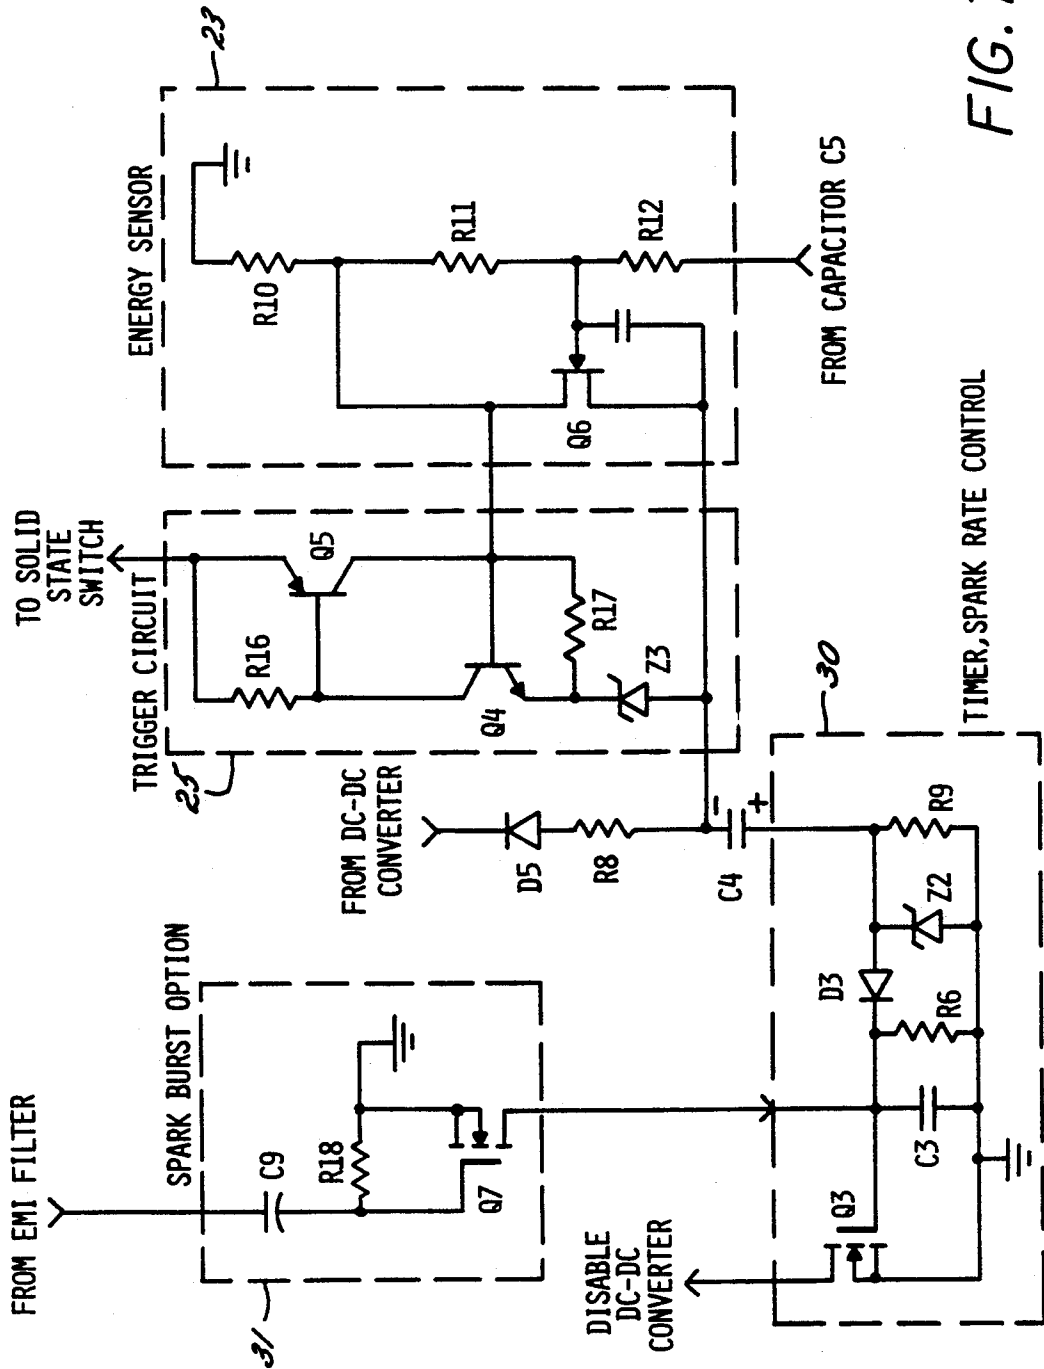 FROM EMI FILTER
SPARK BURST OPTION
31
C9
R18
Q7
DISABLE
DC-DC
CONVERTER
FROM DC-DC
CONVERTER
D5
R8
C4
-
+
TO SOLID
STATE
SWITCH
TRIGGER CIRCUIT
25
R16
Q5
Q4
R17
Z3
ENERGY SENSOR
23
R10
R11
R12
Q6
FROM CAPACITOR C5
TIMER, SPARK RATE CONTROL
30
Q3
C3
R6
D3
Z2
R9
FIG.